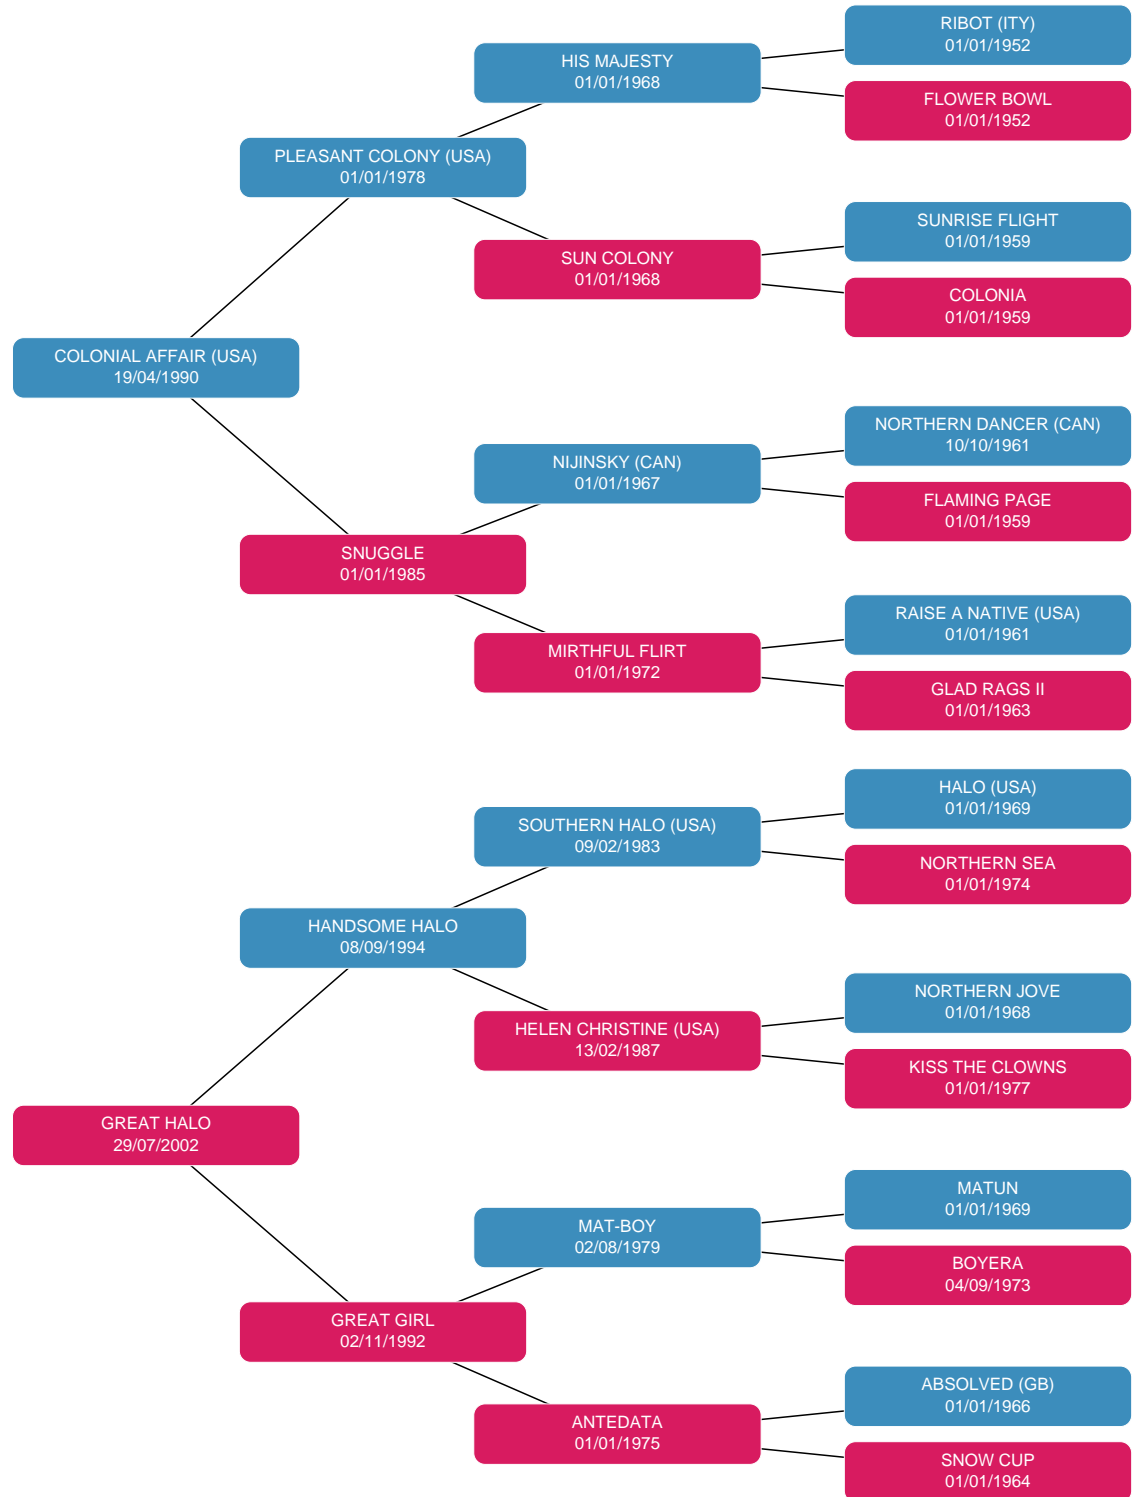 RIBOT (ITY)
01/01/1952
HIS MAJESTY
01/01/1968
FLOWER BOWL
01/01/1952
PLEASANT COLONY (USA)
01/01/1978
SUNRISE FLIGHT
01/01/1959
SUN COLONY
01/01/1968
COLONIA
01/01/1959
COLONIAL AFFAIR (USA)
19/04/1990
NORTHERN DANCER (CAN)
10/10/1961
NIJINSKY (CAN)
01/01/1967
FLAMING PAGE
01/01/1959
SNUGGLE
01/01/1985
RAISE A NATIVE (USA)
01/01/1961
MIRTHFUL FLIRT
01/01/1972
GLAD RAGS II
01/01/1963
HALO (USA)
01/01/1969
SOUTHERN HALO (USA)
09/02/1983
NORTHERN SEA
01/01/1974
HANDSOME HALO
08/09/1994
NORTHERN JOVE
01/01/1968
HELEN CHRISTINE (USA)
13/02/1987
KISS THE CLOWNS
01/01/1977
GREAT HALO
29/07/2002
MATUN
01/01/1969
MAT-BOY
02/08/1979
BOYERA
04/09/1973
GREAT GIRL
02/11/1992
ABSOLVED (GB)
01/01/1966
ANTEDATA
01/01/1975
SNOW CUP
01/01/1964